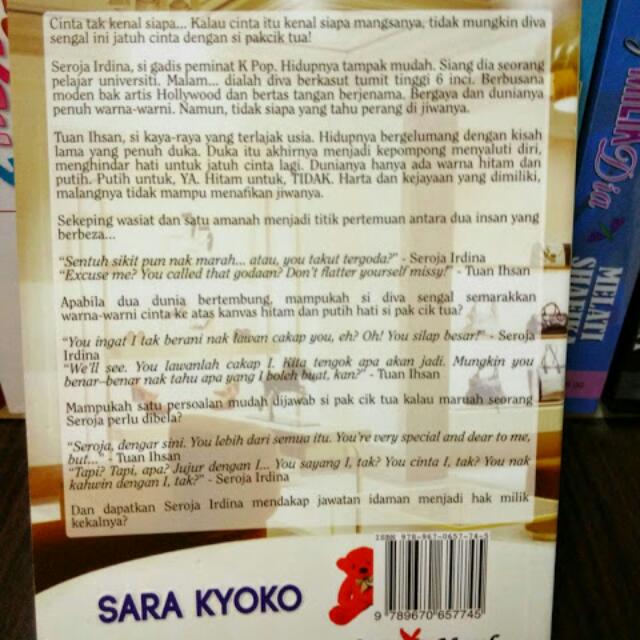 Cinta tak kenal siapa... Kalau cinta itu kenal siapa mangsanya, tidak mungkin diva
sengal ini jatuh cinta dengan si pakcik tua!
Seroja Irdina, si gadis peminat K Pop. Hidupnya tampak mudah. Siang dia seorang
pelajar universiti. Malam... dialah diva berkasut tumit tinggi 6 inci. Berbusana
moden bak artis Hollywood dan bertas tangan berjenama. Bergaya dan dunianya
penuh warna-warni. Namun, tidak siapa yang tahu perang di jiwanya.
Tuan Ihsan, si kaya-raya yang terlajak usia. Hidupnya bergelumang dengan kisah
lama yang penuh duka. Duka itu akhirnya menjadi kepompong menyaluti diri,
menghindar hati untuk jatuh cinta lagi. Dunianya hanya ada warna hitam dan
putih. Putih untuk, YA. Hitam untuk, TIDAK. Harta dan kejayaan yang dimiliki,
malangnya tidak mampu menafikan jiwanya.
Sekeping wasiat dan satu amanah menjadi titik pertemuan antara dua insan yang
berbeza...
"Sentuh sikit pun nak marah... atau, you takut tergoda?" - Seroja Irdina
"Excuse me? You called that godaan? Don't flatter yourself missy!" - Tuan Ihsan
Apabila dua dunia bertembung, mampukah si diva sengal semarakkan
warna-warni cinta ke atas kanvas hitam dan putih hati si pak cik tua?
"You ingat I tak berani nak lawan cakap you, eh? Oh! You silap besar!" - Seroja
Irdina
"We'll see. You lawanlah cakap I. Kita tengok apa akan jadi. Mungkin you
benar-benar nak tahu apa yang I boleh buat, kan?" - Tuan Ihsan
Mampukah satu persoalan mudah dijawab si pak cik tua kalau maruah seorang
Seroja perlu dibela?
"Seroja, dengar sini. You lebih dari semua itu. You're very special and dear to me,
but..." - Tuan Ihsan
"Tapi? Tapi, apa? Jujur dengan I... You sayang I, tak? You cinta I, tak? You nak
kahwin dengan I, tak?" - Seroja Irdina
Dan dapatkan Seroja Irdina mendakap jawatan idaman menjadi hak milik
kekalnya?
ISBN 978-967-0657-74-5
9 789670 657745
SARA KYOKO
Dia
MELATI